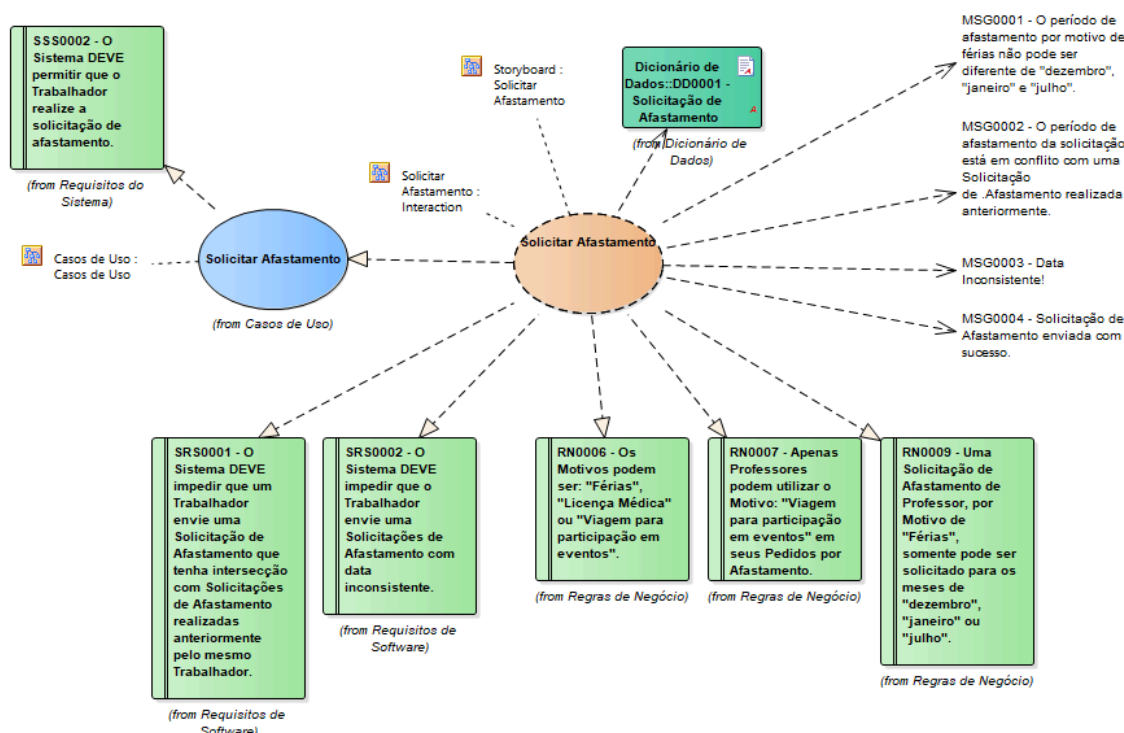 SSS0002 - O
Sistema DEVE
permitir que o
Trabalhador
realize a
solicitação de
afastamento.
(from Requisitos do
Sistema)
Storyboard :
Solicitar
Afastamento
Dicionário de
Dados::DD0001 -
Solicitação de
Afastamento
A
(from Dicionário de
Dados)
MSG0001 - O período de
afastamento por motivo de
férias não pode ser
diferente de "dezembro",
"janeiro" e "julho".
MSG0002 - O período de
afastamento da solicitação
está em conflito com uma
Solicitação
de .Afastamento realizada
anteriormente.
MSG0003 - Data
Inconsistente!
MSG0004 - Solicitação de
Afastamento enviada com
sucesso.
Solicitar
Afastamento :
Interaction
Casos de Uso :
Casos de Uso
Solicitar Afastamento
(from Casos de Uso)
Solicitar Afastamento
SRS0001 - O
Sistema DEVE
impedir que um
Trabalhador
envie uma
Solicitação de
Afastamento que
tenha intersecção
com Solicitações
de Afastamento
realizadas
anteriormente
pelo mesmo
Trabalhador.
(from Requisitos de
Software)
SRS0002 - O
Sistema DEVE
impedir que o
Trabalhador
envie uma
Solicitações de
Afastamento com
data
inconsistente.
(from Requisitos de
Software)
RN0006 - Os
Motivos podem
ser: "Férias",
"Licença Médica"
ou "Viagem para
participação em
eventos".
(from Regras de Negócio)
RN0007 - Apenas
Professores
podem utilizar o
Motivo: "Viagem
para participação
em eventos" em
seus Pedidos por
Afastamento.
(from Regras de Negócio)
RN0009 - Uma
Solicitação de
Afastamento de
Professor, por
Motivo de
"Férias",
somente pode ser
solicitado para os
meses de
"dezembro",
"janeiro" ou
"julho".
(from Regras de Negócio)